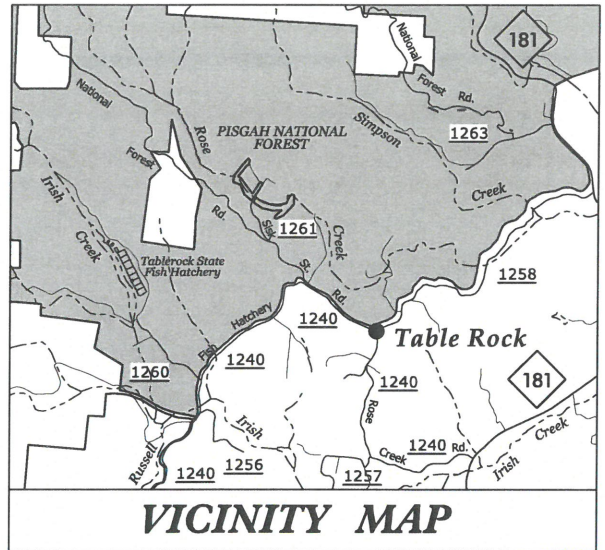 181
National
Forest Rd.
1263
Simpson
Creek
National
Forest
Rd.
Rose
Creek
PISGAH NATIONAL
FOREST
Irish
Creek
Sisk
St.
1261
Tablerock State
Fish Hatchery
1258
Fish Hatchery Rd.
1240
1240
Table Rock
1260
1240
181
Rose
Creek Rd.
1240
Irish
Creek
Irish
Russell
1240
1256
1257
VICINITY MAP